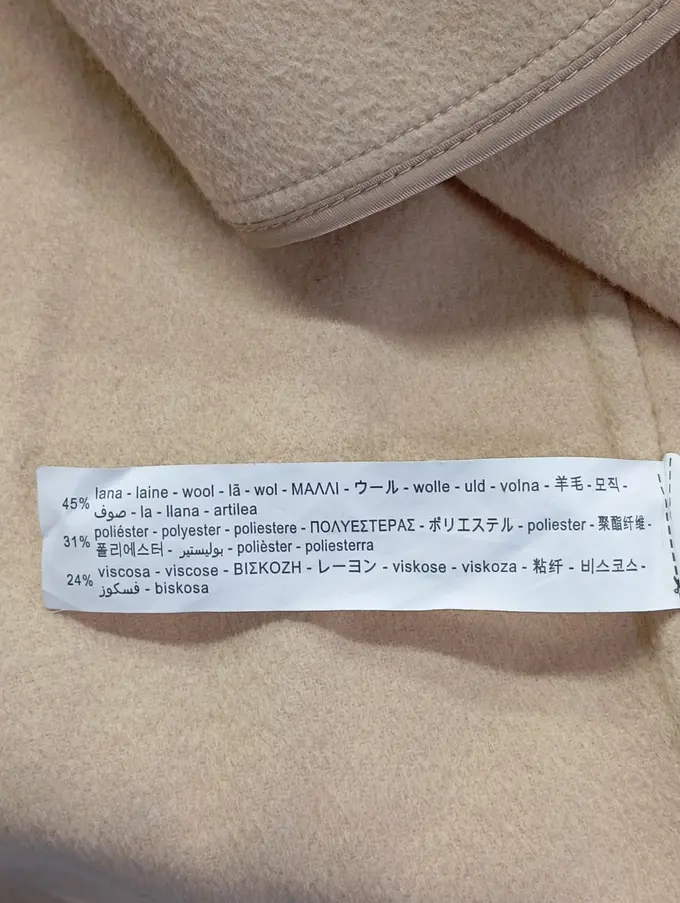 45% lana - laine - wool - lã - wol - ΜΑΛΛΙ - ウール - wolle - uld - volna - 羊毛 - 모직 -
صوف - la - llana - artilea
31% poliéster - polyester - poliestere - ΠΟΛΥΕΣΤΕΡΑΣ - ポリエステル - poliester - 聚酯纤维 -
폴리에스터 - بوليستير - polièster - poliesterra
24% viscosa - viscose - ΒΙΣΚΟΖΗ - レーヨン - viskose - viskoza - 粘纤 - 비스코스 -
فسكوز - biskosa